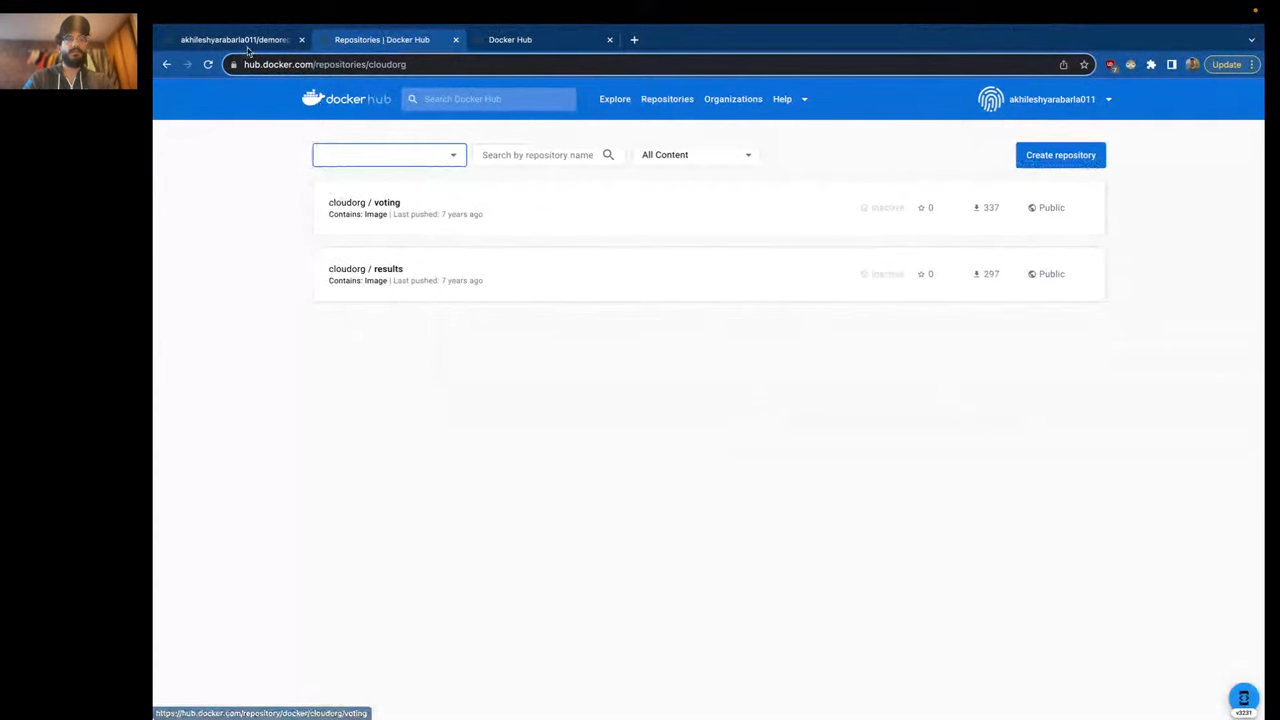 akhileshyarabarla011/demore
Repositories | Docker Hub
Docker Hub
hub.docker.com/repositories/cloudorg
Update
dockerhub
Search Docker Hub
Explore
Repositories
Organizations
Help
akhileshyarabarla011
Search by repository name
All Content
Create repository
cloudorg / voting
Contains: Image | Last pushed: 7 years ago
Inactive
0
337
Public
cloudorg / results
Contains: Image | Last pushed: 7 years ago
0
297
Public
https://hub.docker.com/repository/docker/cloudorg/voting
v3231